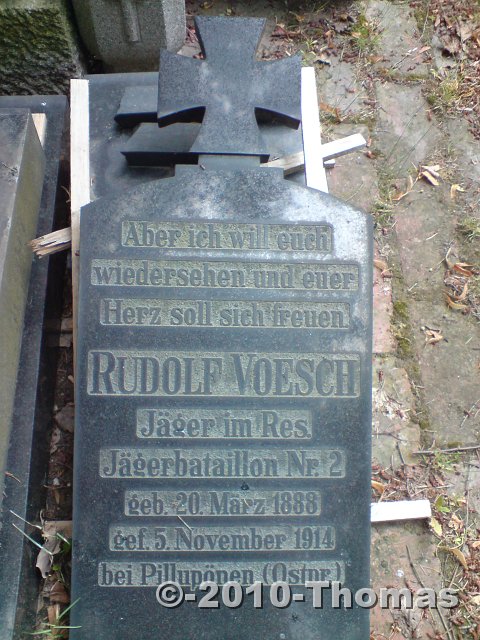 Aber ich will euch
wiedersehen und euer
Herz soll sich freuen.
RUDOLF VOESCH
Jäger im Res.
Jägerbataillon Nr. 2
geb. 20. März 1888
gef. 5. November 1914
bei Pillupöpen (Ostpr.)
©-2010-Thomas